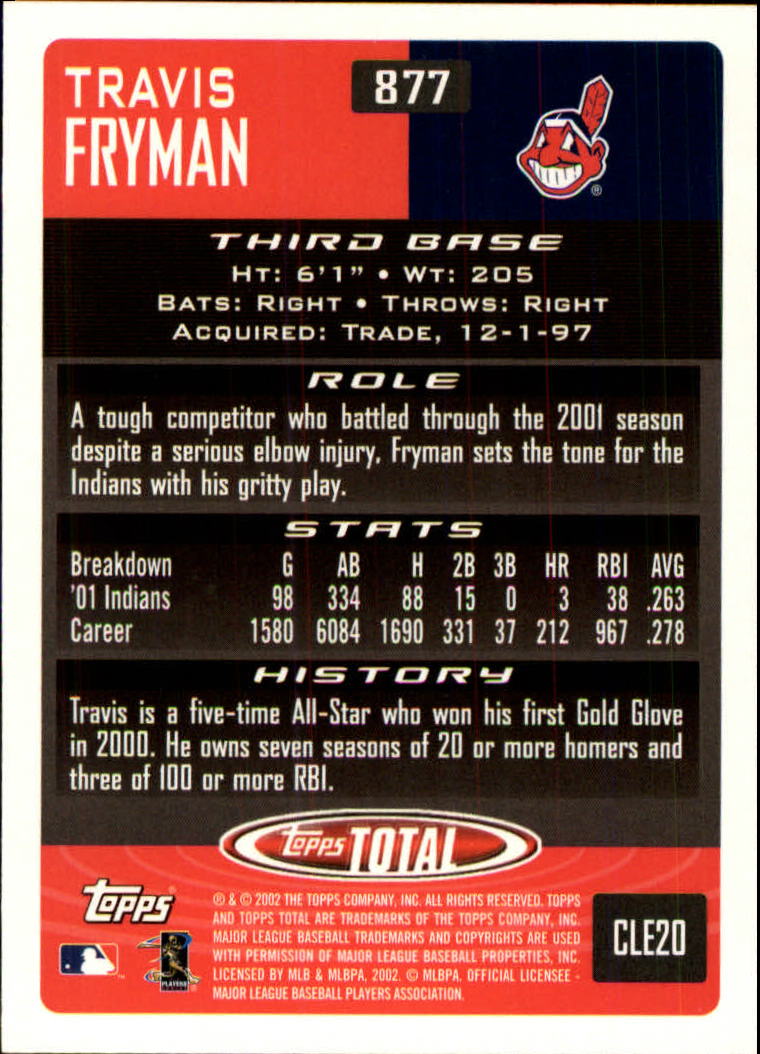 TRAVIS
FRYMAN
877
®
THIRD BASE
HT: 6'1" • WT: 205
BATS: RIGHT • THROWS: RIGHT
ACQUIRED: TRADE, 12-1-97
ROLE
A tough competitor who battled through the 2001 season
despite a serious elbow injury, Fryman sets the tone for the
Indians with his gritty play.
STATS
Breakdown G AB H 2B 3B HR RBI AVG
'01 Indians 98 334 88 15 0 3 38 .263
Career 1580 6084 1690 331 37 212 967 .278
HISTORY
Travis is a five-time All-Star who won his first Gold Glove
in 2000. He owns seven seasons of 20 or more homers and
three of 100 or more RBI.
Topps TOTAL
Topps®
® & © 2002 THE TOPPS COMPANY, INC. ALL RIGHTS RESERVED. TOPPS
AND TOPPS TOTAL ARE TRADEMARKS OF THE TOPPS COMPANY, INC.
MAJOR LEAGUE BASEBALL TRADEMARKS AND COPYRIGHTS ARE USED
WITH PERMISSION OF MAJOR LEAGUE BASEBALL PROPERTIES, INC.
LICENSED BY MLB & MLBPA, 2002. © MLBPA. OFFICIAL LICENSEE -
MAJOR LEAGUE BASEBALL PLAYERS ASSOCIATION.
CLE20
™
PLAYERS